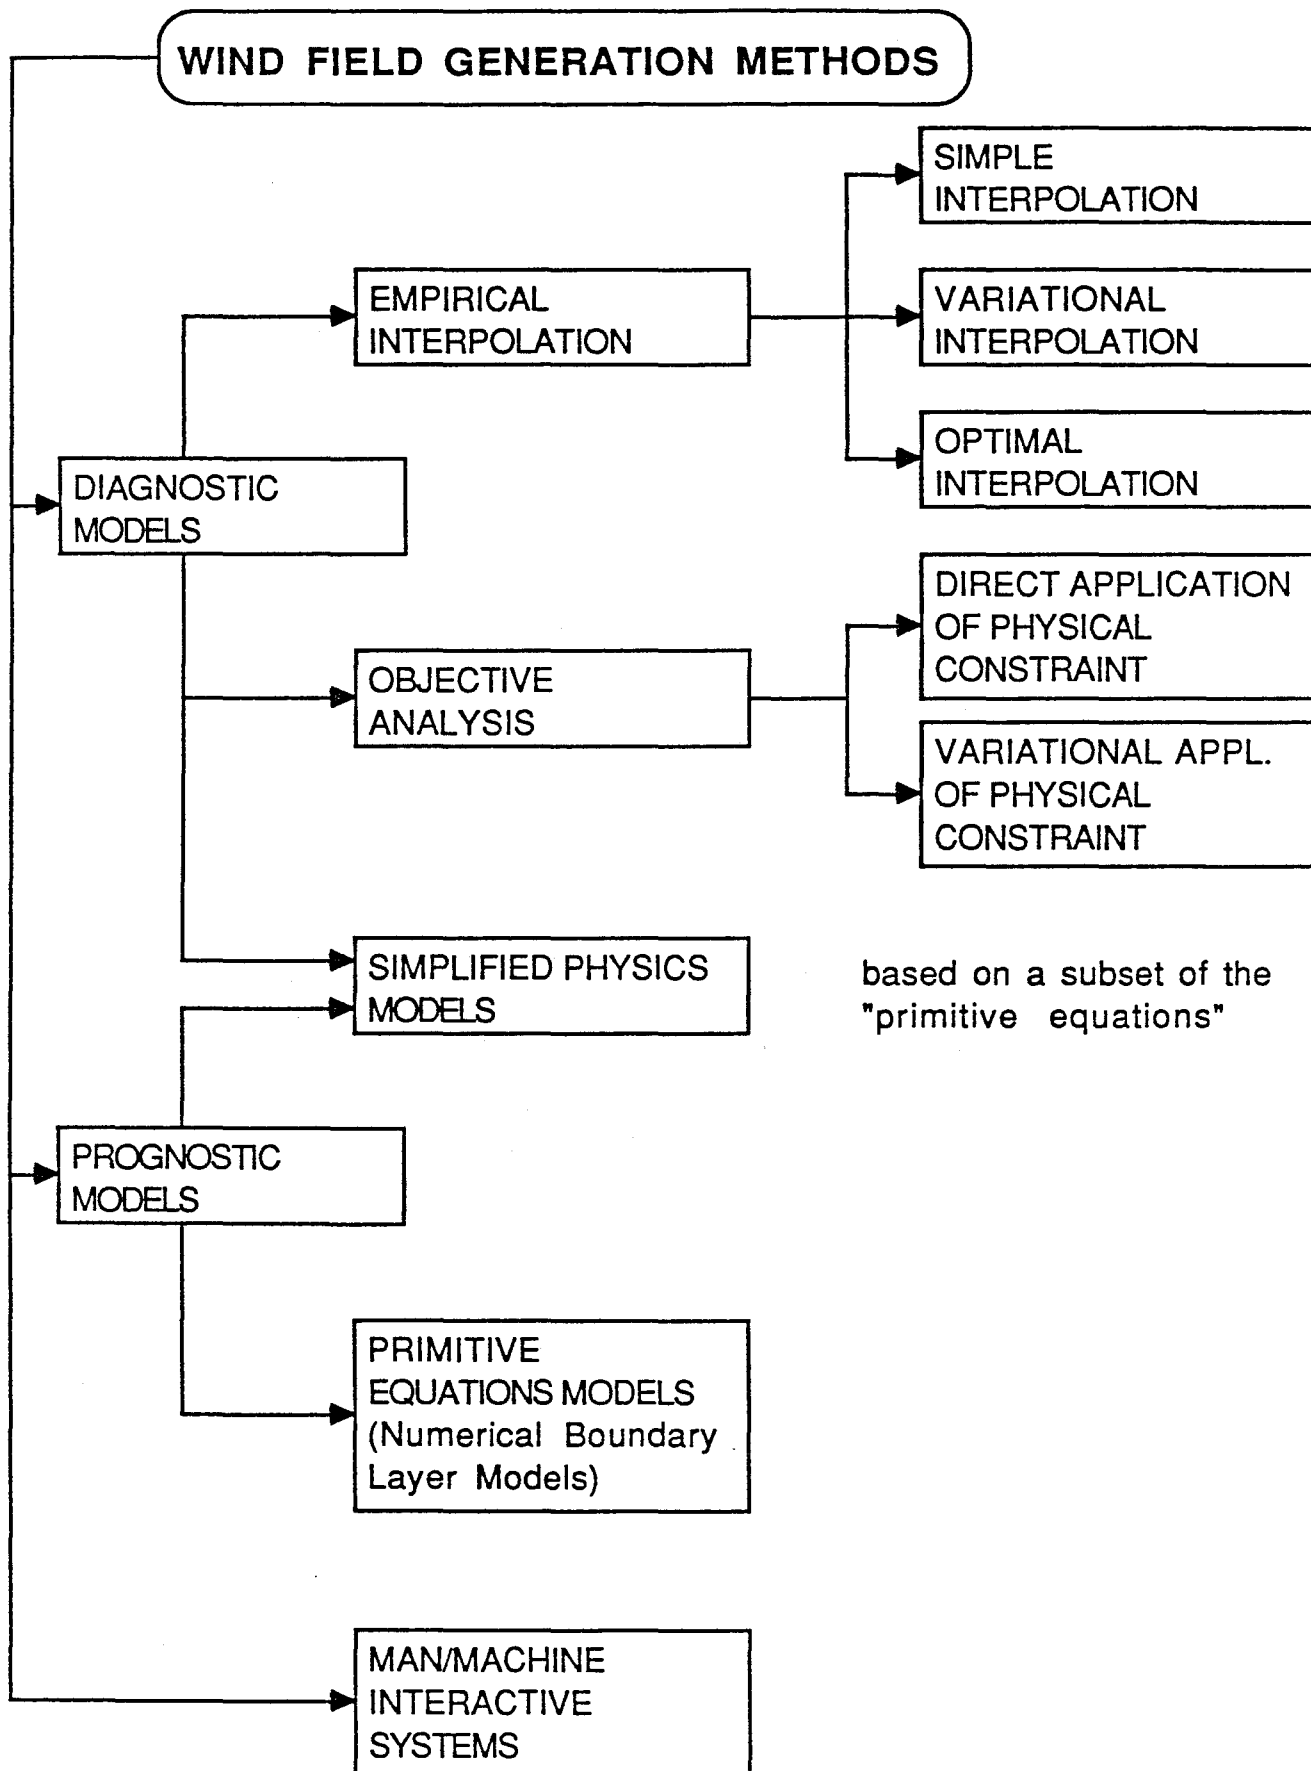 WIND FIELD GENERATION METHODS
SIMPLE
INTERPOLATION
EMPIRICAL
INTERPOLATION
VARIATIONAL
INTERPOLATION
OPTIMAL
INTERPOLATION
DIAGNOSTIC
MODELS
DIRECT APPLICATION
OF PHYSICAL
CONSTRAINT
OBJECTIVE
ANALYSIS
VARIATIONAL APPL.
OF PHYSICAL
CONSTRAINT
SIMPLIFIED PHYSICS
MODELS
based on a subset of the
"primitive equations"
PROGNOSTIC
MODELS
PRIMITIVE
EQUATIONS MODELS
(Numerical Boundary
Layer Models)
MAN/MACHINE
INTERACTIVE
SYSTEMS